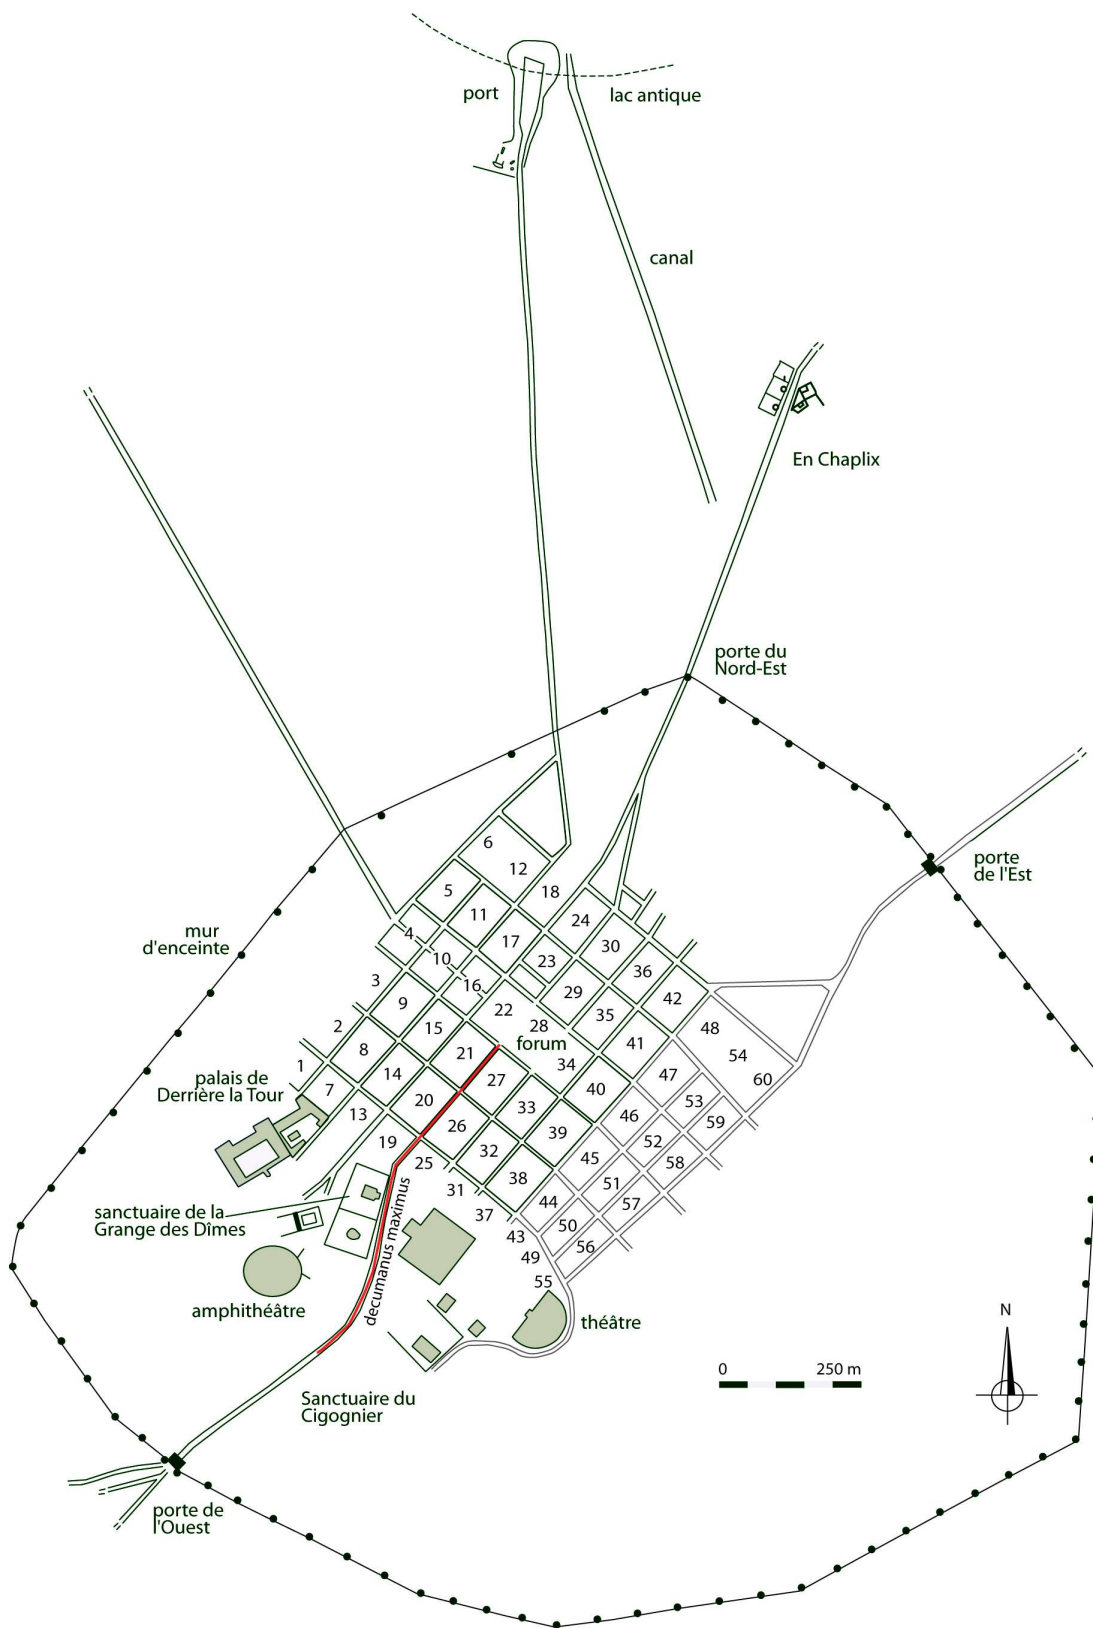 port
lac antique
canal
En Chaplix
porte du
Nord-Est
porte
de l'Est
mur
d'enceinte
6
12
5
18
11
24
4
17
30
10
23
36
3
16
29
42
9
22
35
2
15
28
48
forum
8
21
41
54
1
34
47
60
palais de
Derrière la Tour
7
14
27
40
53
13
20
33
46
59
19
26
39
52
25
32
45
58
31
38
51
37
44
57
43
50
49
56
55
sanctuaire de la
Grange des Dîmes
decumanus maximus
amphithéâtre
théâtre
Sanctuaire du
Cigognier
porte de
l'Ouest
0 250 m
N